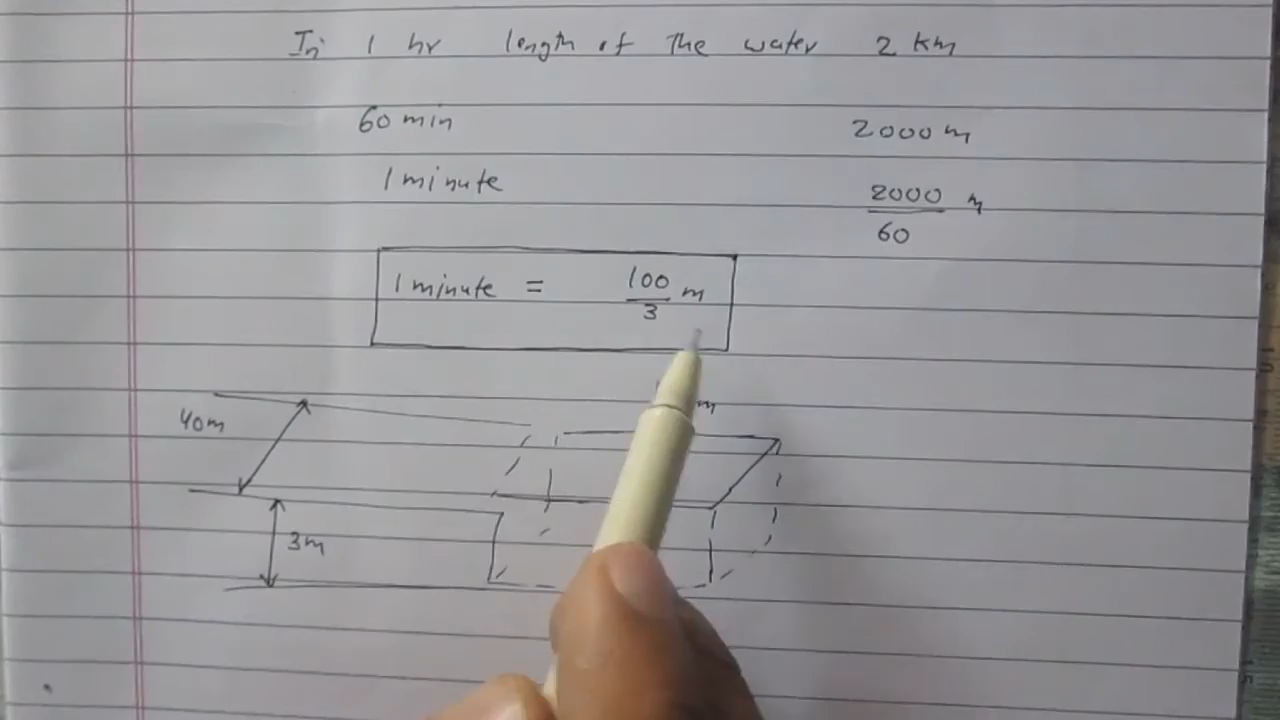 In 1 hr length of the water 2 km
60 min 2000 m
1 minute 2000/60 m
1 minute = 100/3 m
m
40m
3m